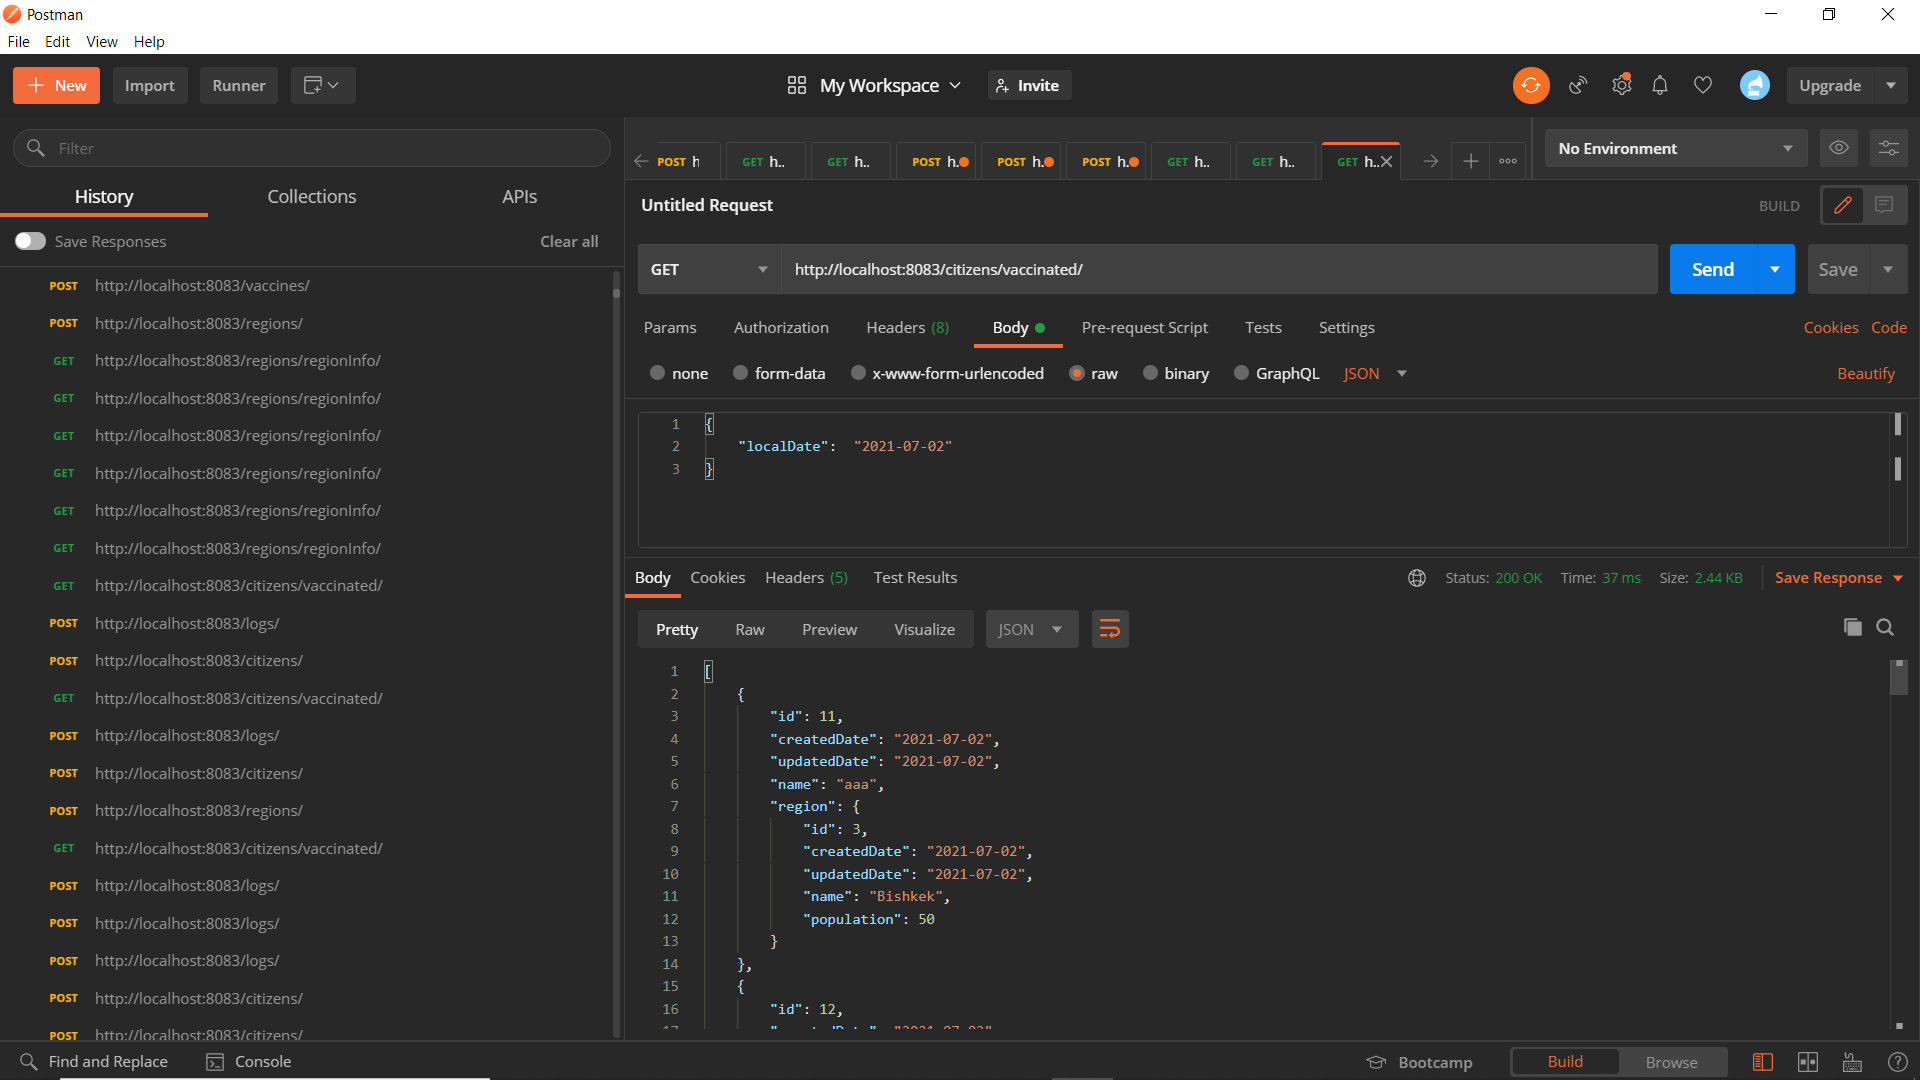 Postman
File Edit View Help
New Import Runner My Workspace Invite Upgrade
Filter
History Collections APIs
Save Responses Clear all
POST http://localhost:8083/vaccines/
POST http://localhost:8083/regions/
GET http://localhost:8083/regions/regionInfo/
GET http://localhost:8083/regions/regionInfo/
GET http://localhost:8083/regions/regionInfo/
GET http://localhost:8083/regions/regionInfo/
GET http://localhost:8083/regions/regionInfo/
GET http://localhost:8083/regions/regionInfo/
GET http://localhost:8083/citizens/vaccinated/
POST http://localhost:8083/logs/
POST http://localhost:8083/citizens/
GET http://localhost:8083/citizens/vaccinated/
POST http://localhost:8083/logs/
POST http://localhost:8083/citizens/
POST http://localhost:8083/regions/
GET http://localhost:8083/citizens/vaccinated/
POST http://localhost:8083/logs/
POST http://localhost:8083/logs/
POST http://localhost:8083/logs/
POST http://localhost:8083/citizens/
POST http://localhost:8083/citizens/
POST h GET h.. GET h.. POST h. POST h. POST h. GET h.. GET h.. GET h..
No Environment
Untitled Request BUILD
GET http://localhost:8083/citizens/vaccinated/ Send Save
Params Authorization Headers (8) Body Pre-request Script Tests Settings Cookies Code
none form-data x-www-form-urlencoded raw binary GraphQL JSON Beautify
1 {
2 "localDate": "2021-07-02"
3 }
Body Cookies Headers (5) Test Results Status: 200 OK Time: 37 ms Size: 2.44 KB Save Response
Pretty Raw Preview Visualize JSON
1 [
2 {
3 "id": 11,
4 "createdDate": "2021-07-02",
5 "updatedDate": "2021-07-02",
6 "name": "aaa",
7 "region": {
8 "id": 3,
9 "createdDate": "2021-07-02",
10 "updatedDate": "2021-07-02",
11 "name": "Bishkek",
12 "population": 50
13 }
14 },
15 {
16 "id": 12,
Find and Replace Console Bootcamp Build Browse